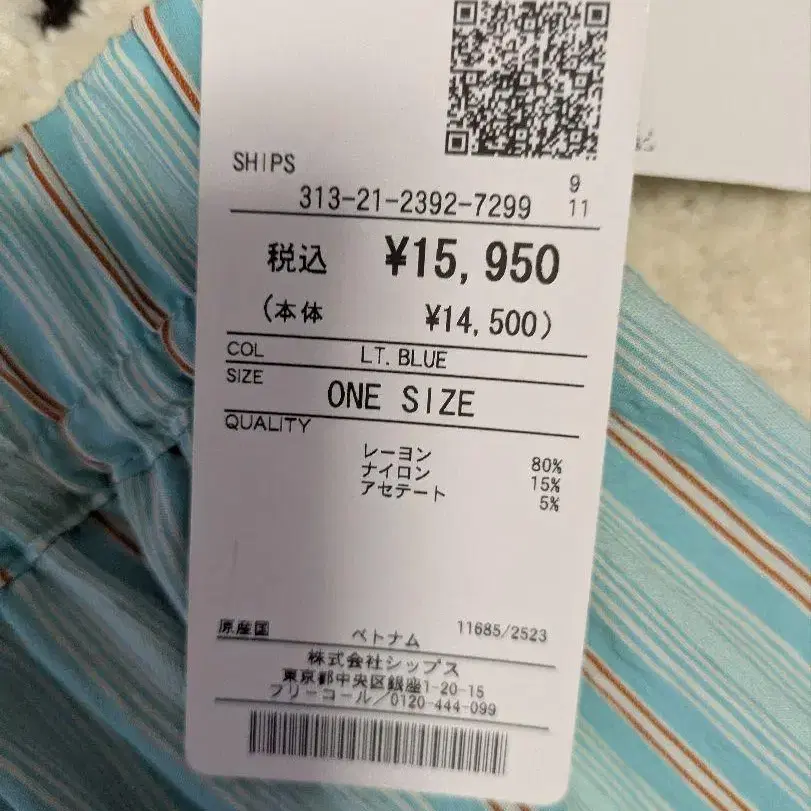 SHIPS
9
313-21-2392-7299 11
税込 ¥15,950
(本体 ¥14,500)
COL LT. BLUE
SIZE ONE SIZE
QUALITY
レーヨン 80%
ナイロン 15%
アセテート 5%
原産国 ベトナム 11685/2523
株式会社シップス
東京都中央区銀座1-20-15
フリーコール/0120-444-099